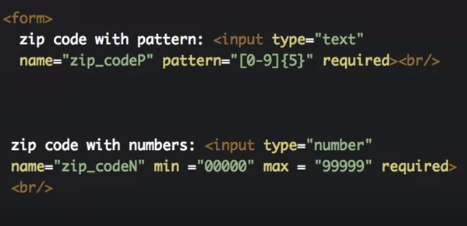 <form>
zip code with pattern: <input type="text"
name="zip_codeP" pattern="[0-9]{5}" required><br/>
zip code with numbers: <input type="number"
name="zip_codeN" min ="00000" max = "99999" required>
<br/>